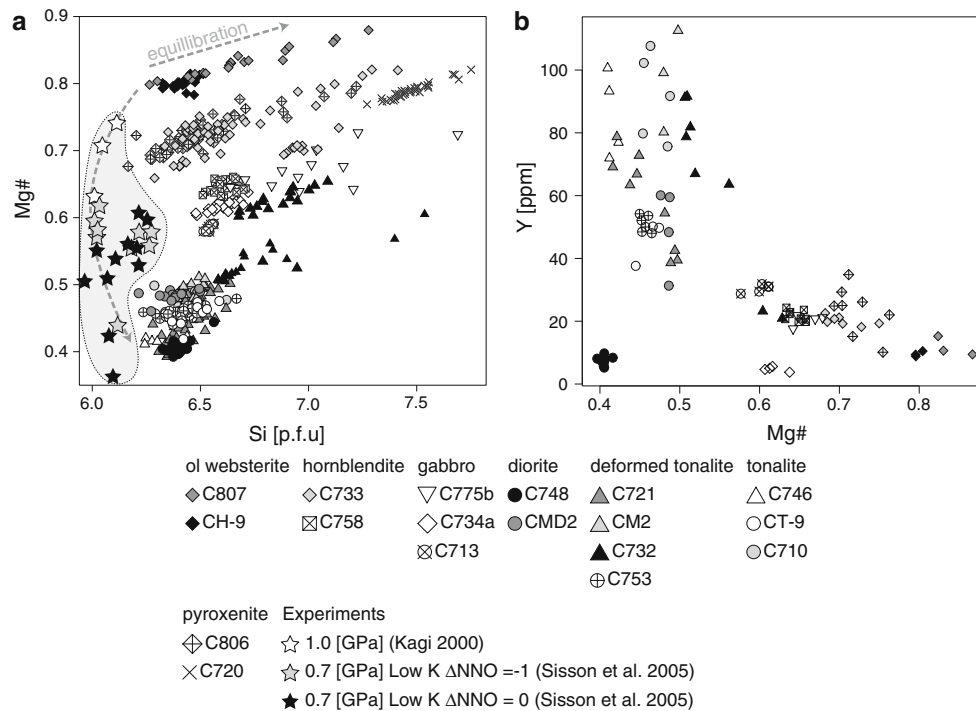 a
b
equillibration
Mg#
0.9
0.8
0.7
0.6
0.5
0.4
6.0 6.5 7.0 7.5
Si [p.f.u]
Y [ppm]
100
80
60
40
20
0
0.4 0.5 0.6 0.7 0.8
Mg#
ol websterite hornblendite gabbro diorite deformed tonalite tonalite
C807 C733 C775b C748 C721 C746
CH-9 C758 C734a CMD2 CM2 CT-9
C713 C732 C710
C753
pyroxenite Experiments
C806 1.0 [GPa] (Kagi 2000)
C720 0.7 [GPa] Low K ΔNNO =-1 (Sisson et al. 2005)
0.7 [GPa] Low K ΔNNO = 0 (Sisson et al. 2005)